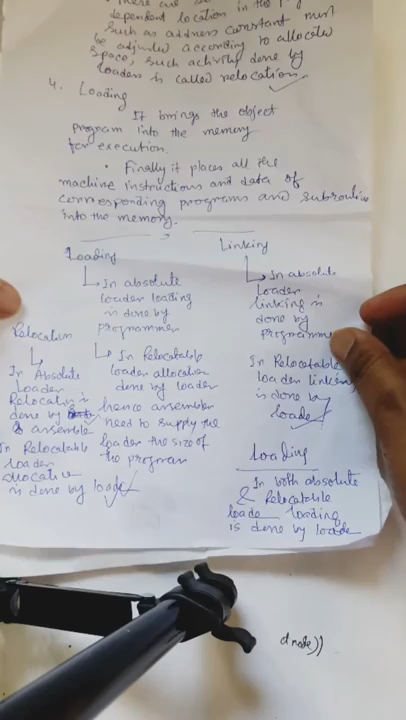 dependent location in the
such as address constant must
be adjusted according to allocated
space, such activity done by
loaders is called relocation.
4. Loading
It brings the object
program into the memory
for execution.
• Finally it places all the
machine instructions and data of
corresponding programs and subroutine
into the memory.
Loading
In absolute
loader loading
is done by
programmer
In Relocatable
loader allocation
done by loader
hence assembler
need to supply the
loader the size of
the program
Linking
In absolute
loader
linking is
done by
programmer
In Relocatable
loader linking
is done by
loader
Relocation
In Absolute
Loader
Relocation is
done by
assemble
In Relocatable
loader
allocation
is done by loader
Loading
In both absolute
& Relocatable
loade loading
is done by loader
d node))